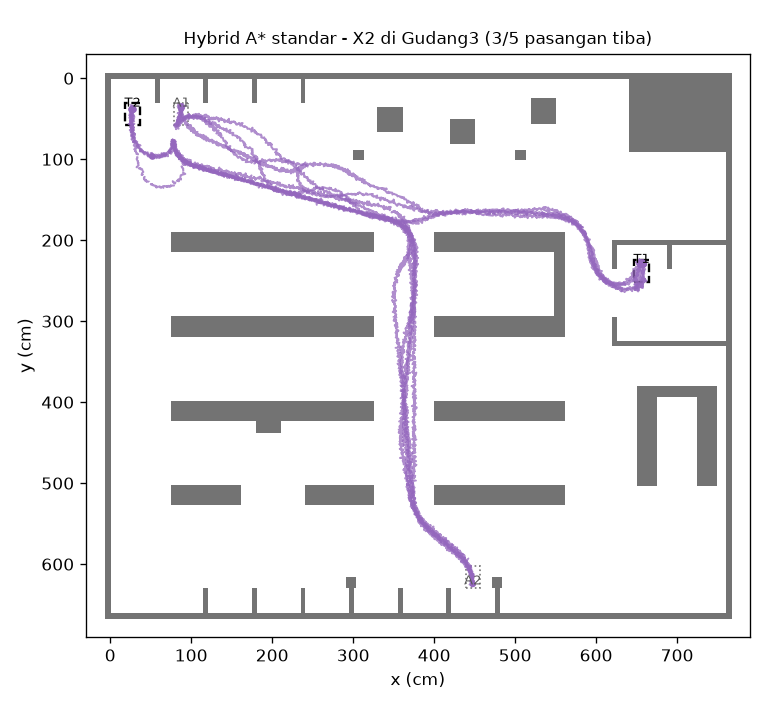 Hybrid A* standar - X2 di Gudang3 (3/5 pasangan tiba)
0
T2
A1
100
200
T1
300
y (cm)
400
500
600
A2
0 100 200 300 400 500 600 700
x (cm)